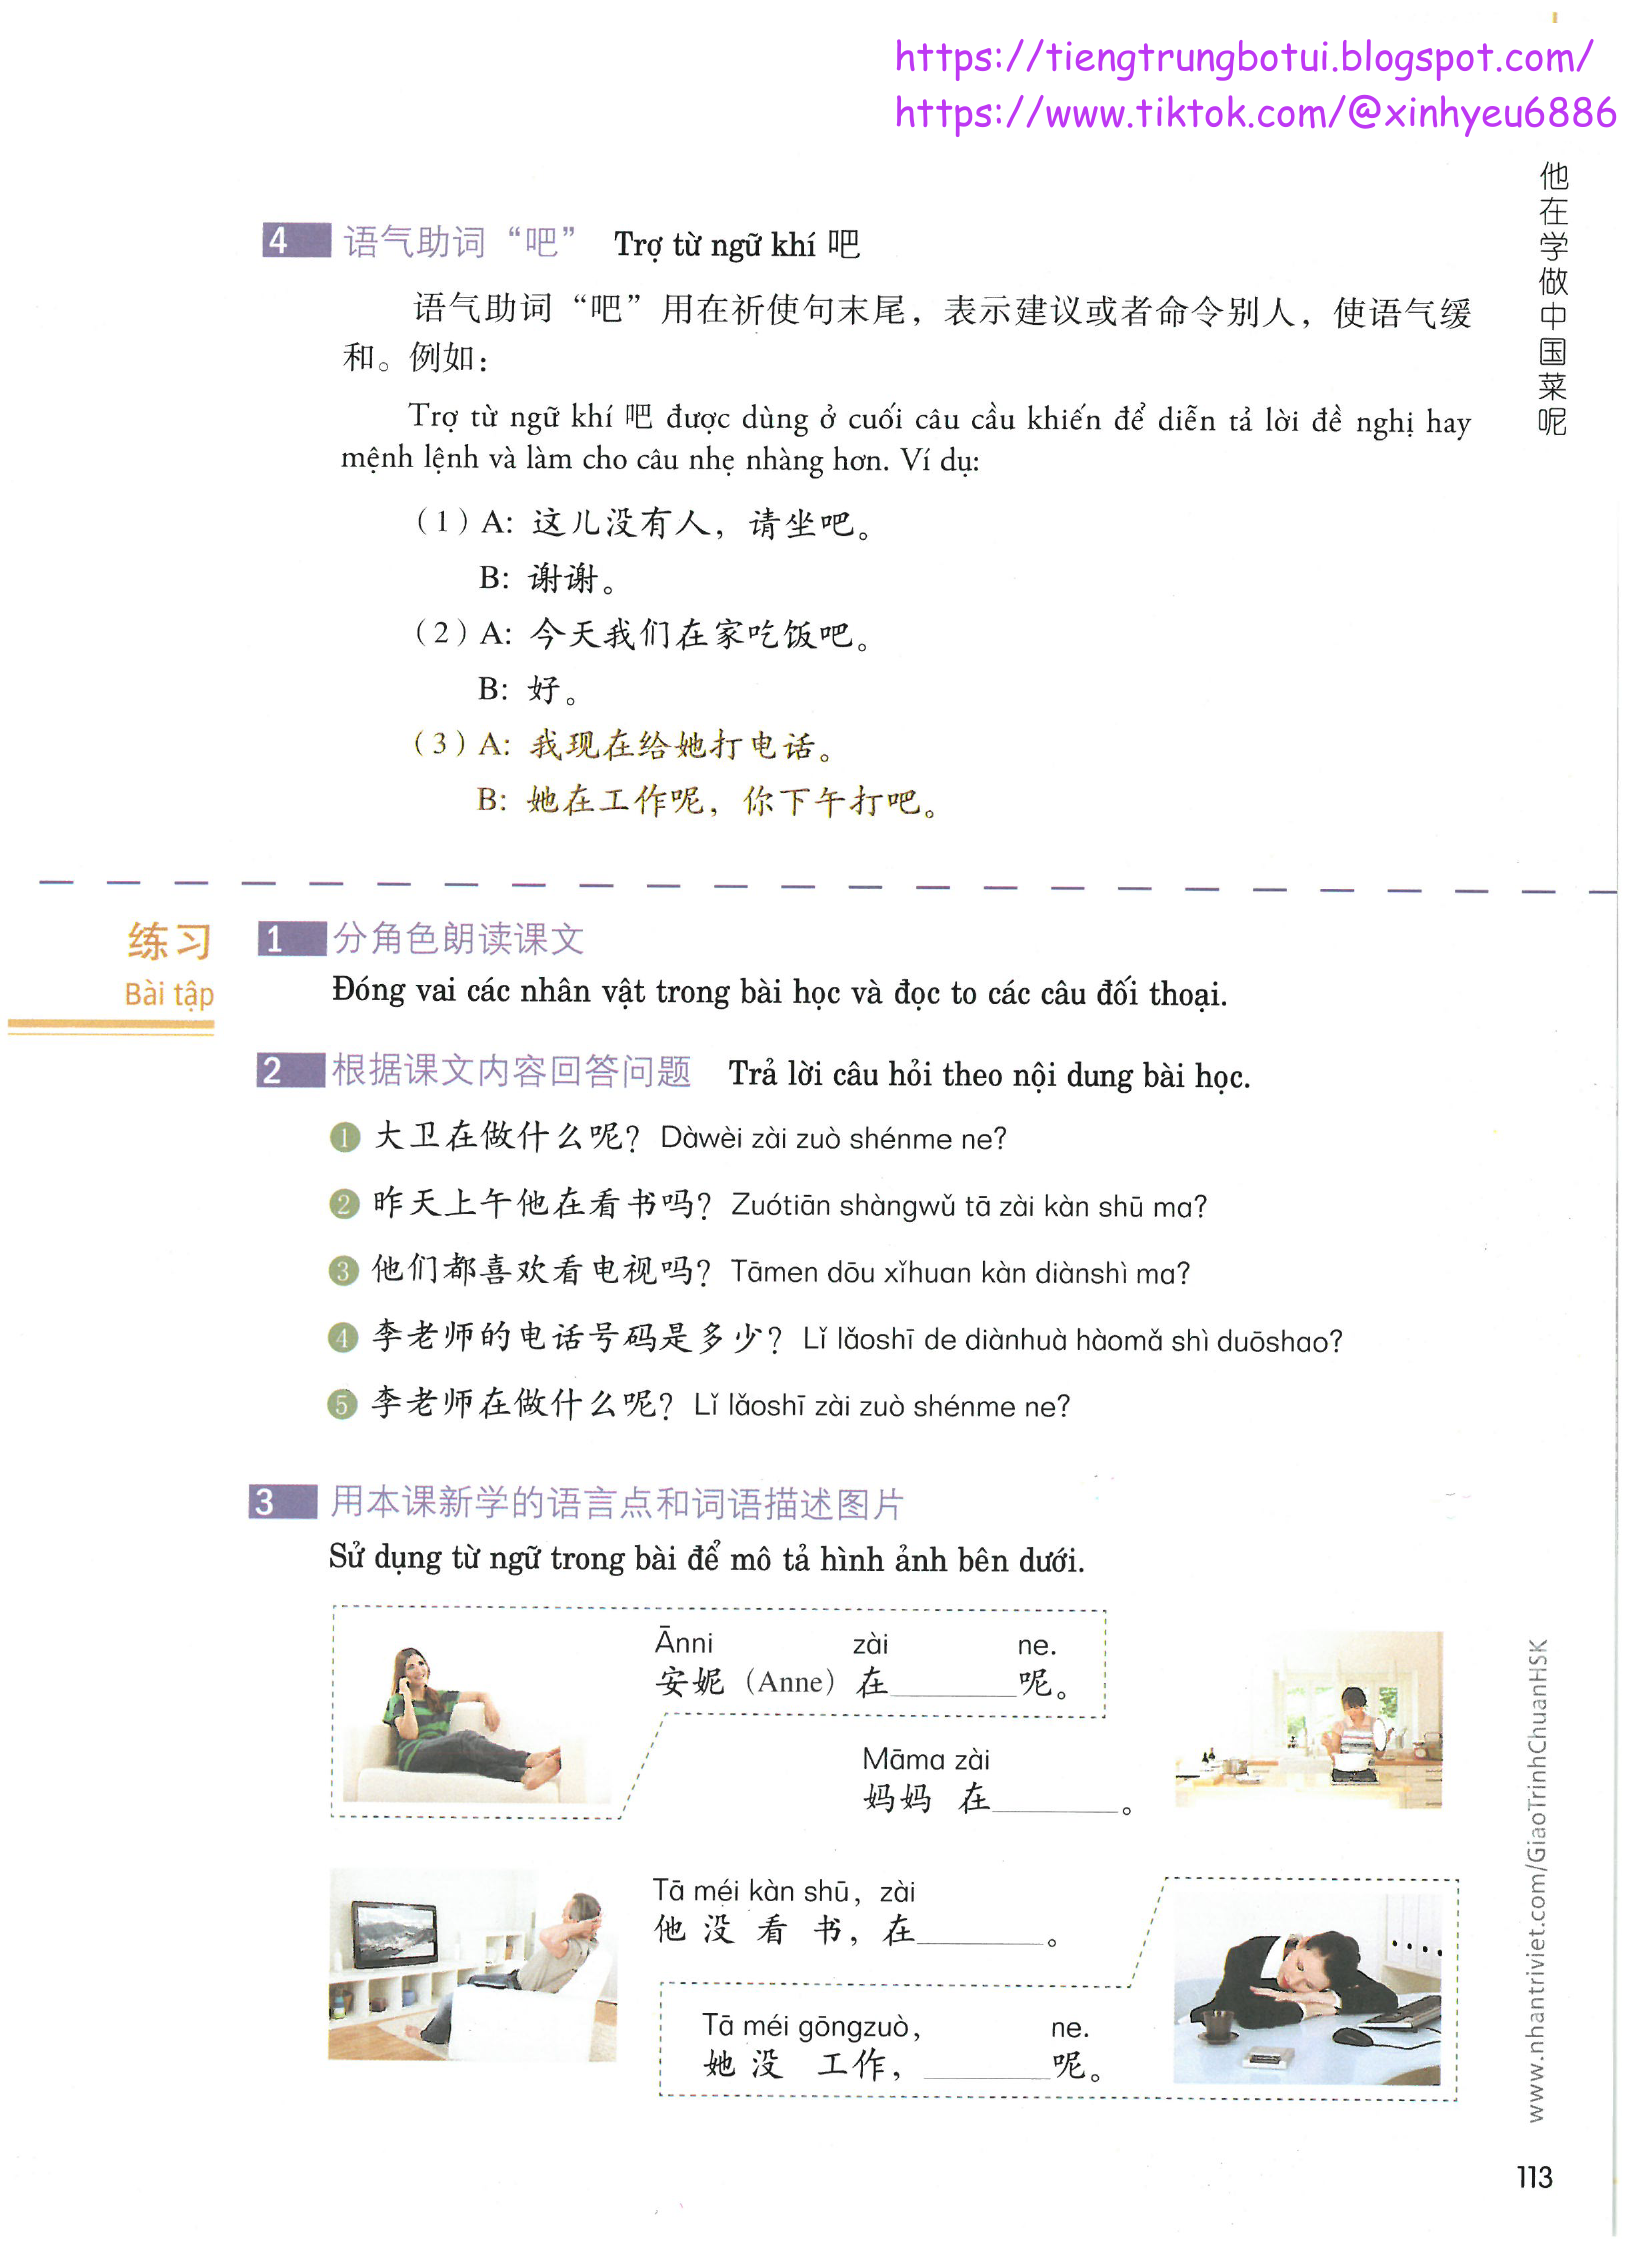 https://tiengtrungbotui.blogspot.com/
https://www.tiktok.com/@xinhyeu6886
他在学做中国菜呢
4 语气助词“吧” Trợ từ ngữ khí 吧
语气助词“吧”用在祈使句末尾，表示建议或者命令别人，使语气缓
和。例如：
Trợ từ ngữ khí 吧 được dùng ở cuối câu cầu khiến để diễn tả lời đề nghị hay
mệnh lệnh và làm cho câu nhẹ nhàng hơn. Ví dụ:
（1）A: 这儿没有人，请坐吧。
B: 谢谢。
（2）A: 今天我们在家吃饭吧。
B: 好。
（3）A: 我现在给她打电话。
B: 她在工作呢，你下午打吧。
练习
Bài tập
1 分角色朗读课文
Đóng vai các nhân vật trong bài học và đọc to các câu đối thoại.
2 根据课文内容回答问题 Trả lời câu hỏi theo nội dung bài học.
1 大卫在做什么呢？ Dàwèi zài zuò shénme ne?
2 昨天上午他在看书吗？ Zuótiān shàngwǔ tā zài kàn shū ma?
3 他们都喜欢看电视吗？ Tāmen dōu xǐhuan kàn diànshì ma?
4 李老师的电话号码是多少？ Lǐ lǎoshī de diànhuà hàomǎ shì duōshao?
5 李老师在做什么呢？ Lǐ lǎoshī zài zuò shénme ne?
3 用本课新学的语言点和词语描述图片
Sử dụng từ ngữ trong bài để mô tả hình ảnh bên dưới.
Ānni zài ne.
安妮（Anne）在________呢。
Māma zài
妈妈 在________。
Tā méi kàn shū, zài
他 没 看 书，在________。
Tā méi gōngzuò, ne.
她 没 工作，________呢。
www.nhantriviet.com/GiaoTrinhChuanHSK
113